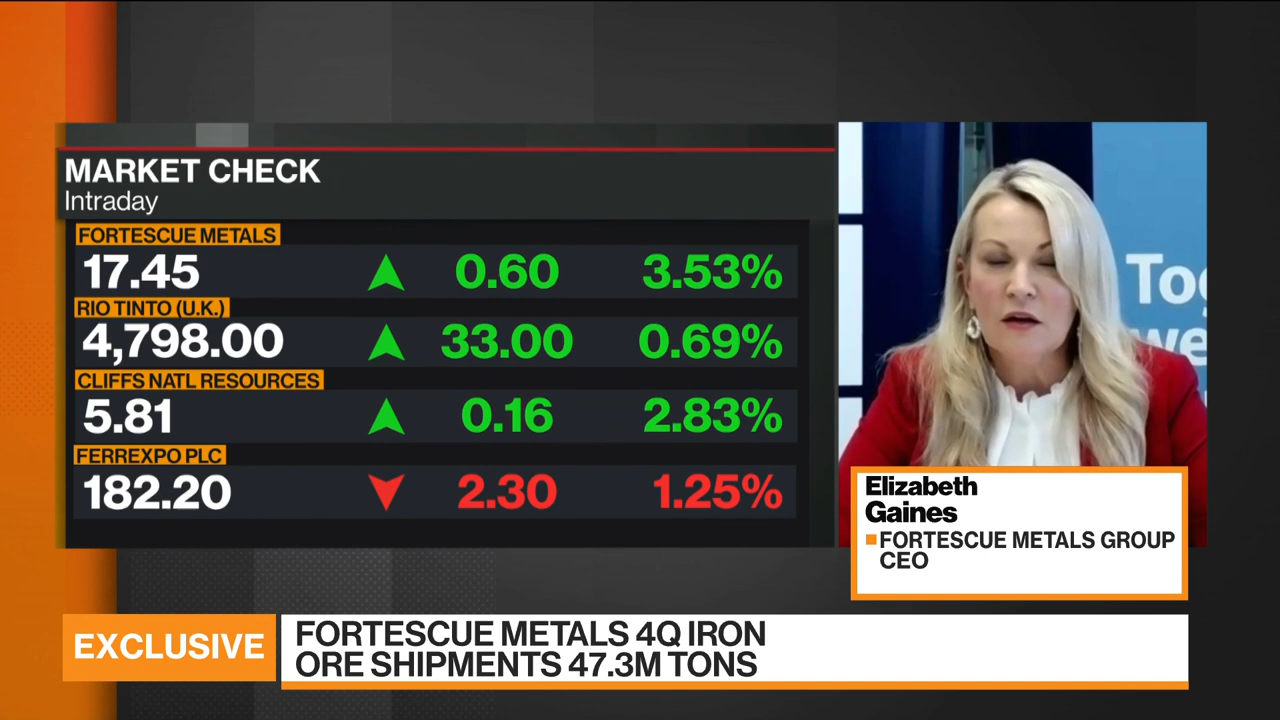 MARKET CHECK
Intraday
FORTESCUE METALS
17.45 ▲ 0.60 3.53%
RIO TINTO (U.K.)
4,798.00 ▲ 33.00 0.69%
CLIFFS NATL RESOURCES
5.81 ▲ 0.16 2.83%
FERREXPO PLC
182.20 ▼ 2.30 1.25%
Elizabeth
Gaines
FORTESCUE METALS GROUP
CEO
EXCLUSIVE
FORTESCUE METALS 4Q IRON
ORE SHIPMENTS 47.3M TONS